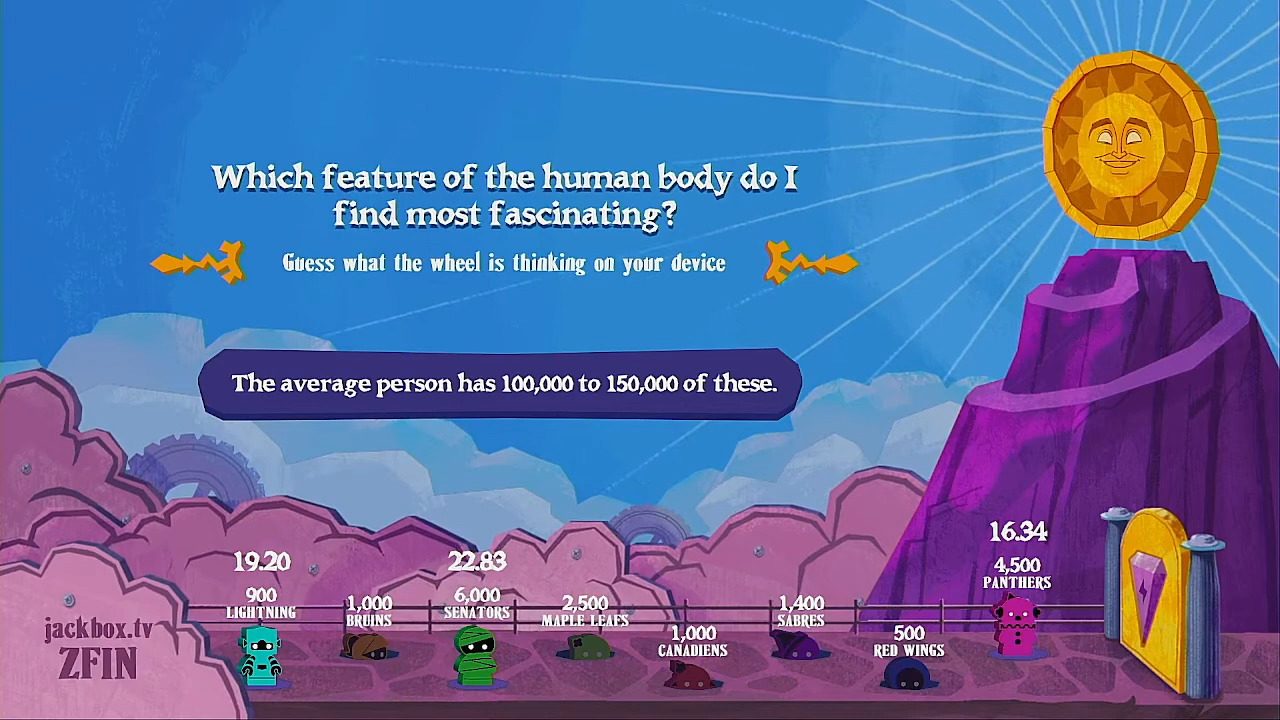 Which feature of the human body do I
find most fascinating?
Guess what the wheel is thinking on your device
The average person has 100,000 to 150,000 of these.
19.20
900
LIGHTNING
1,000
BRUINS
22.83
6,000
SENATORS
2,500
MAPLE LEAFS
1,000
CANADIENS
1,400
SABRES
500
RED WINGS
16.34
4,500
PANTHERS
jackbox.tv
ZFIN